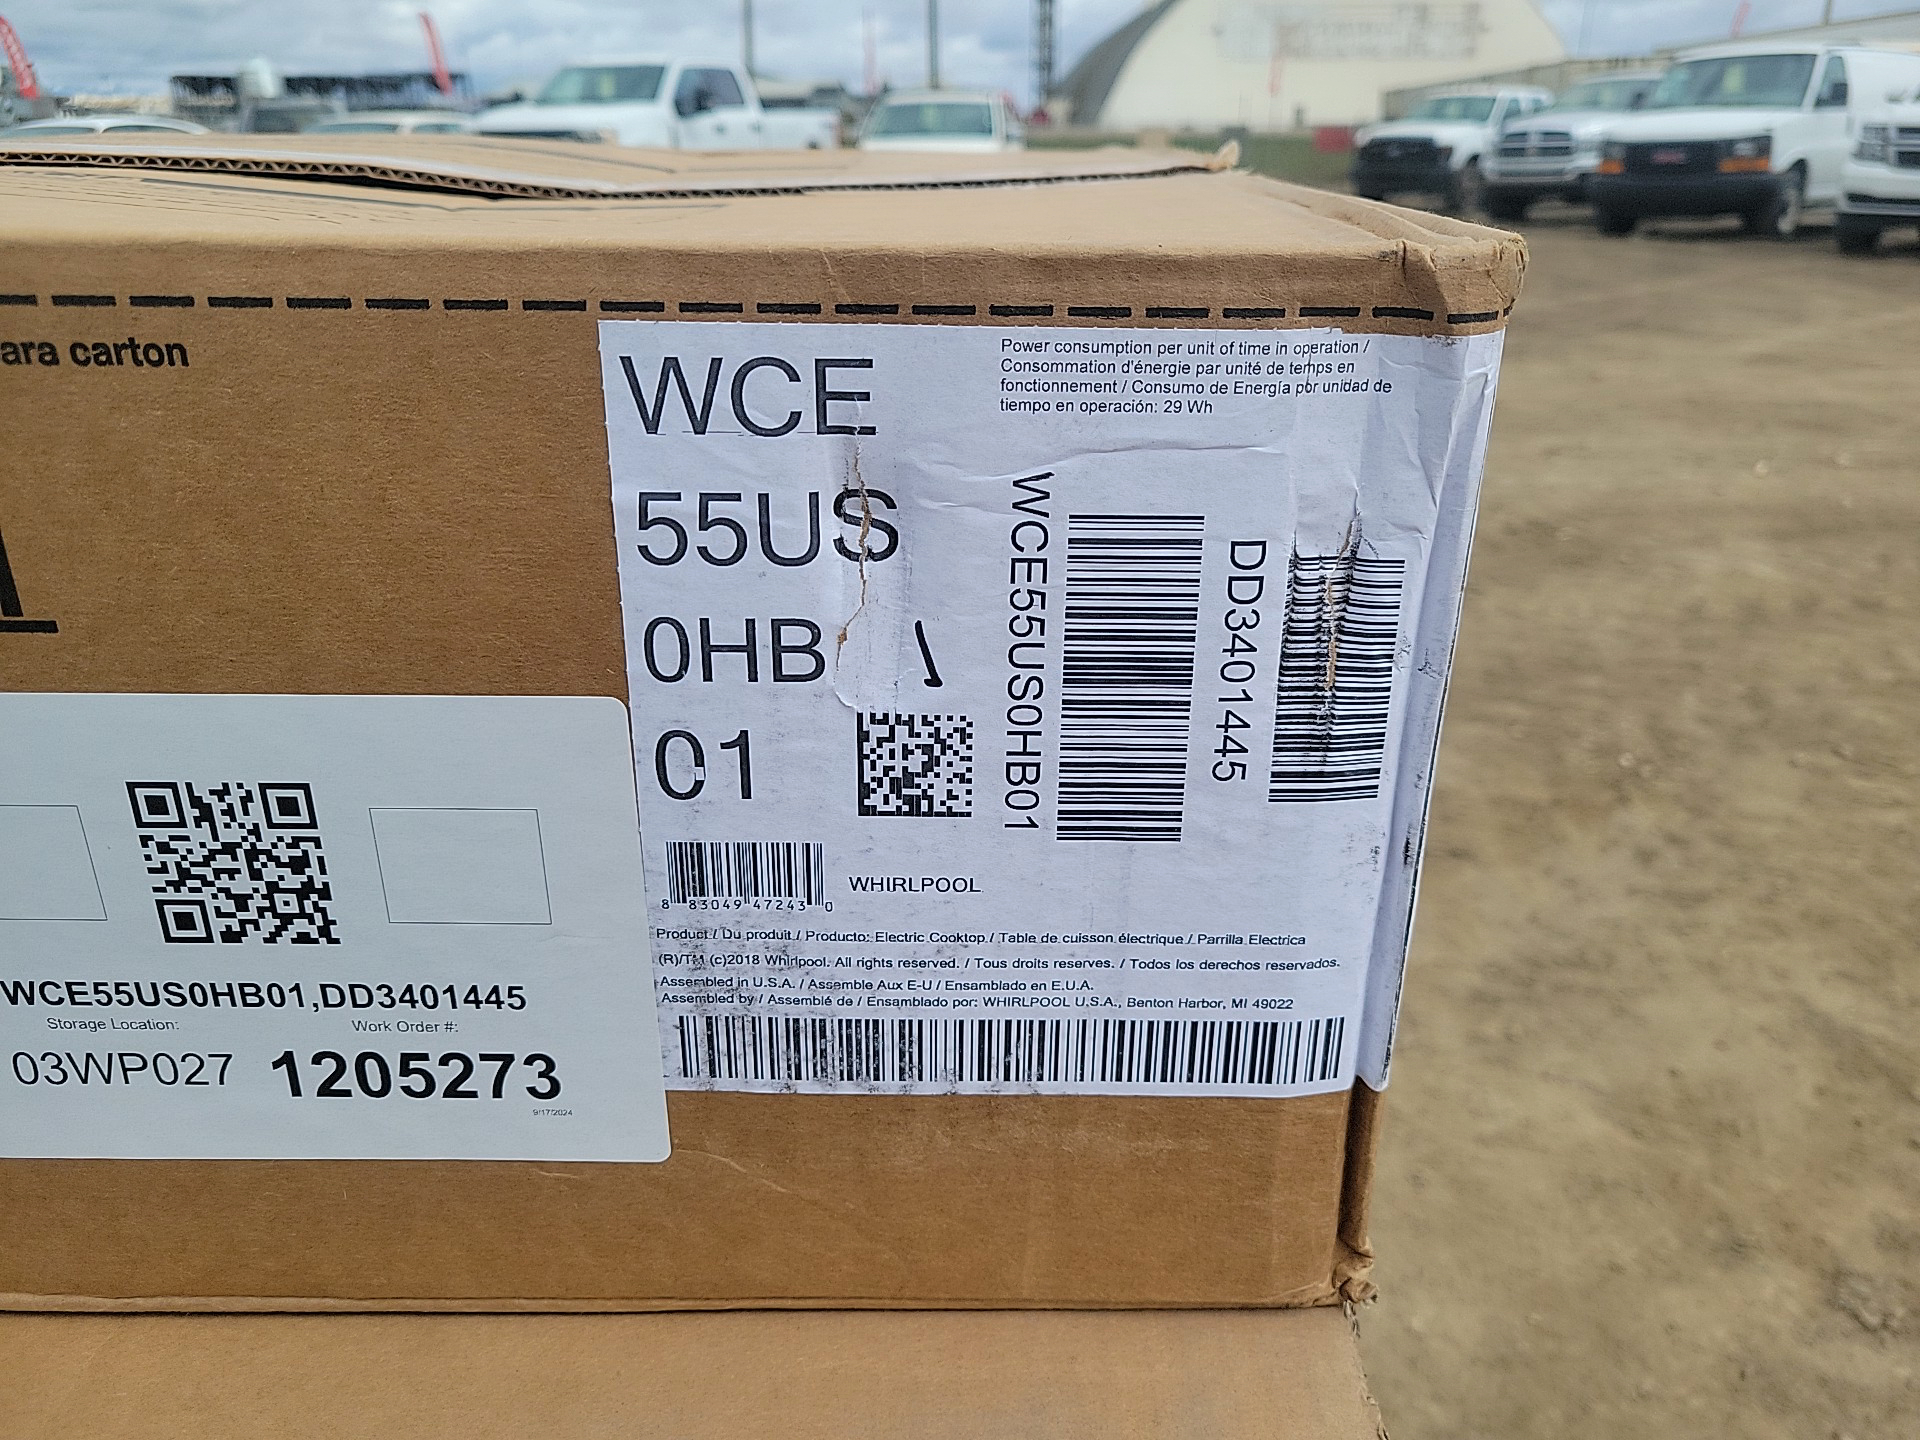 ara carton
WCE
55US
0HB
01
Power consumption per unit of time in operation /
Consommation d'énergie par unité de temps en
fonctionnement / Consumo de Energía por unidad de
tiempo en operación: 29 Wh
WCE55US0HB01
DD3401445
8 83049 47243 0
WHIRLPOOL
Product / Du produit / Producto: Electric Cooktop / Table de cuisson électrique / Parrilla Electrica
(R)/TM (c)2018 Whirlpool. All rights reserved. / Tous droits reserves. / Todos los derechos reservados.
Assembled in U.S.A. / Assemble Aux E-U / Ensamblado en E.U.A.
Assembled by / Assemblé de / Ensamblado por: WHIRLPOOL U.S.A., Benton Harbor, MI 49022
WCE55US0HB01,DD3401445
Storage Location: Work Order #:
03WP027 1205273
9/17/2024